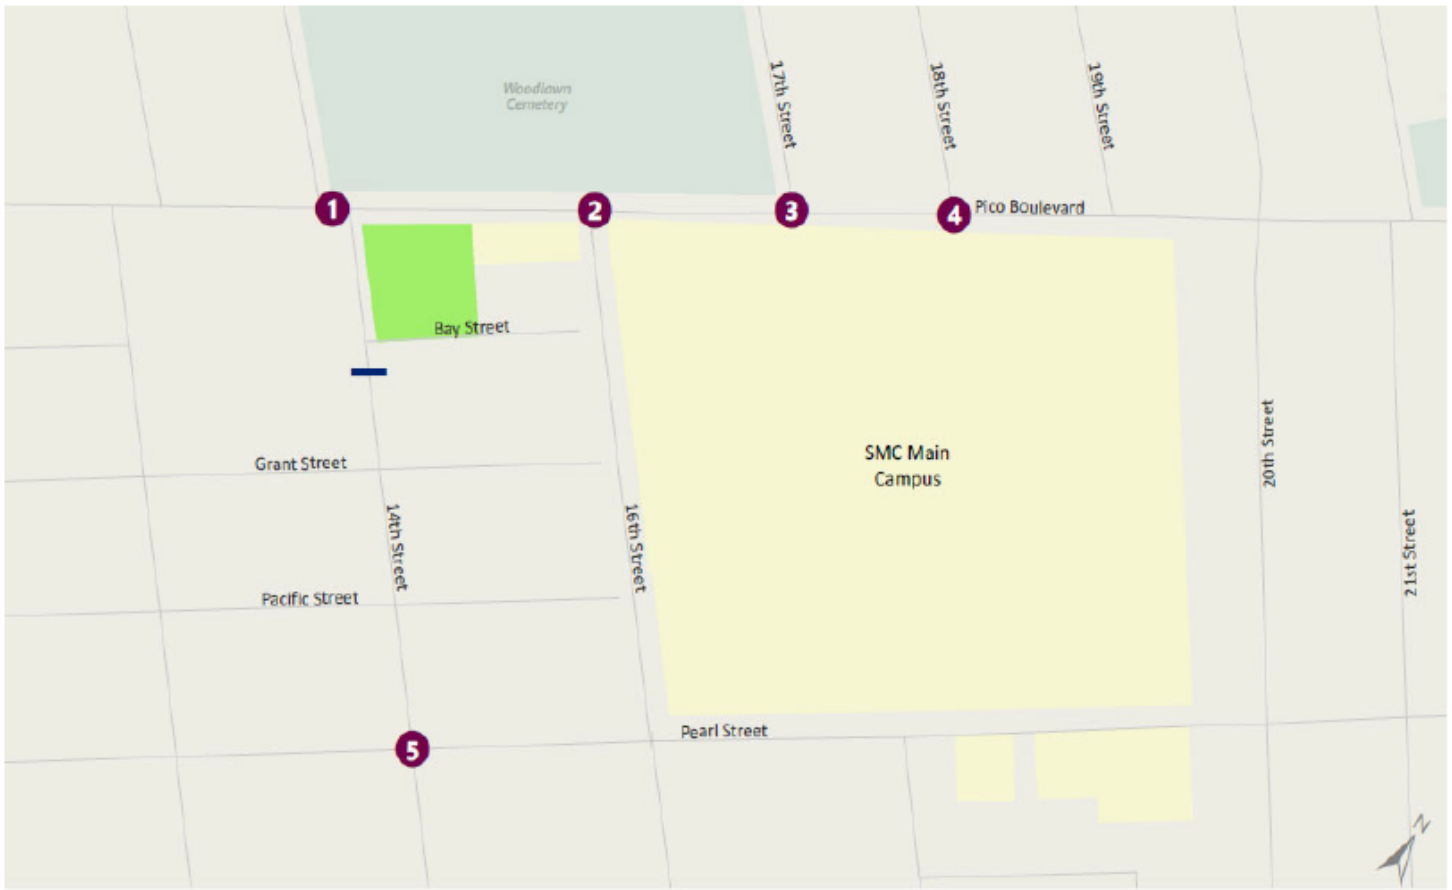 Woodlawn
Cemetery
17th Street
18th Street
19th Street
1
2
3
4
Pico Boulevard
Bay Street
SMC Main
Campus
Grant Street
14th Street
16th Street
20th Street
21st Street
Pacific Street
Pearl Street
5
N